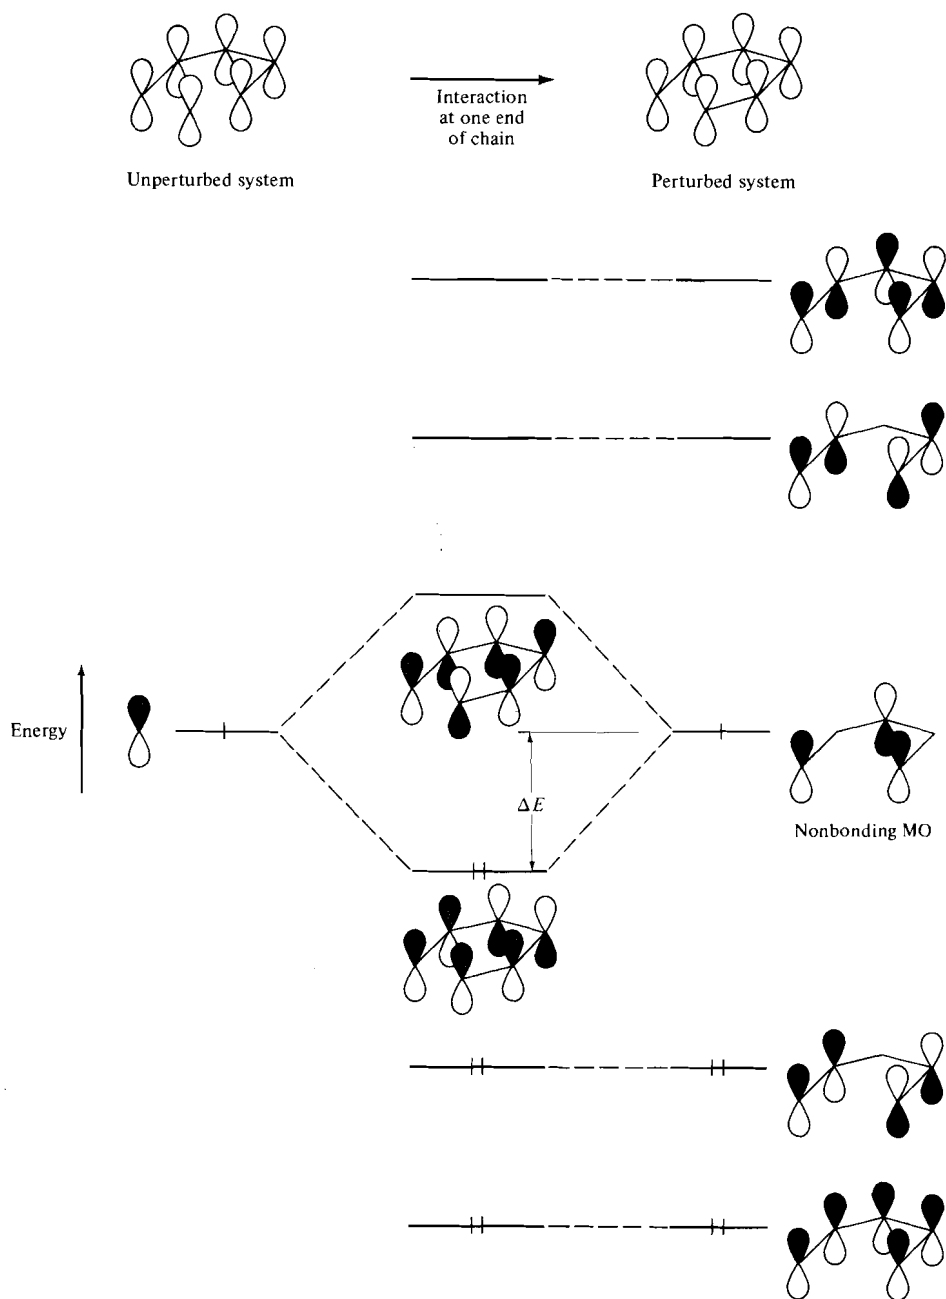 Interaction
at one end
of chain
Unperturbed system
Perturbed system
Energy
ΔE
Nonbonding MO